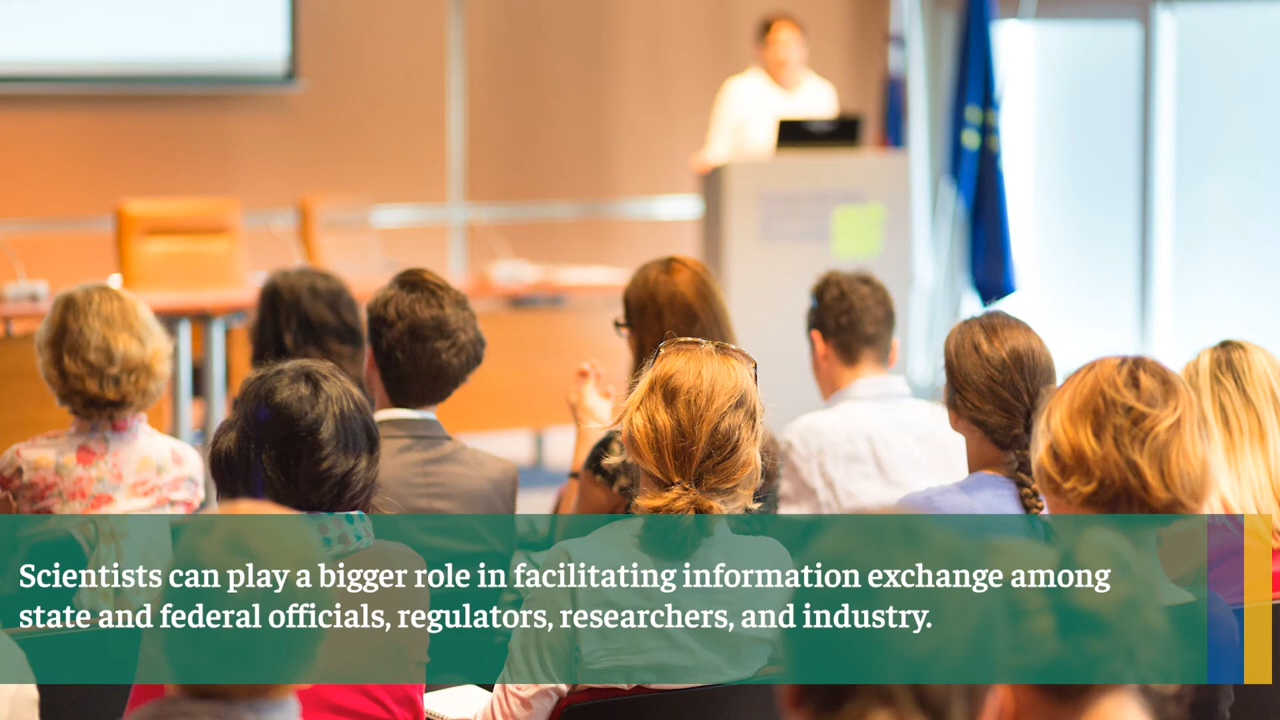 Scientists can play a bigger role in facilitating information exchange among
state and federal officials, regulators, researchers, and industry.